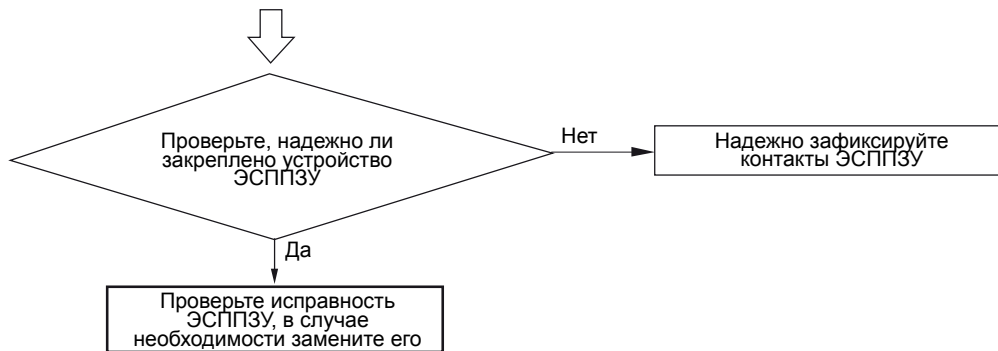 Проверьте, надежно ли
закреплено устройство
ЭСППЗУ
Нет
Надежно зафиксируйте
контакты ЭСППЗУ
Да
Проверьте исправность
ЭСППЗУ, в случае
необходимости замените его